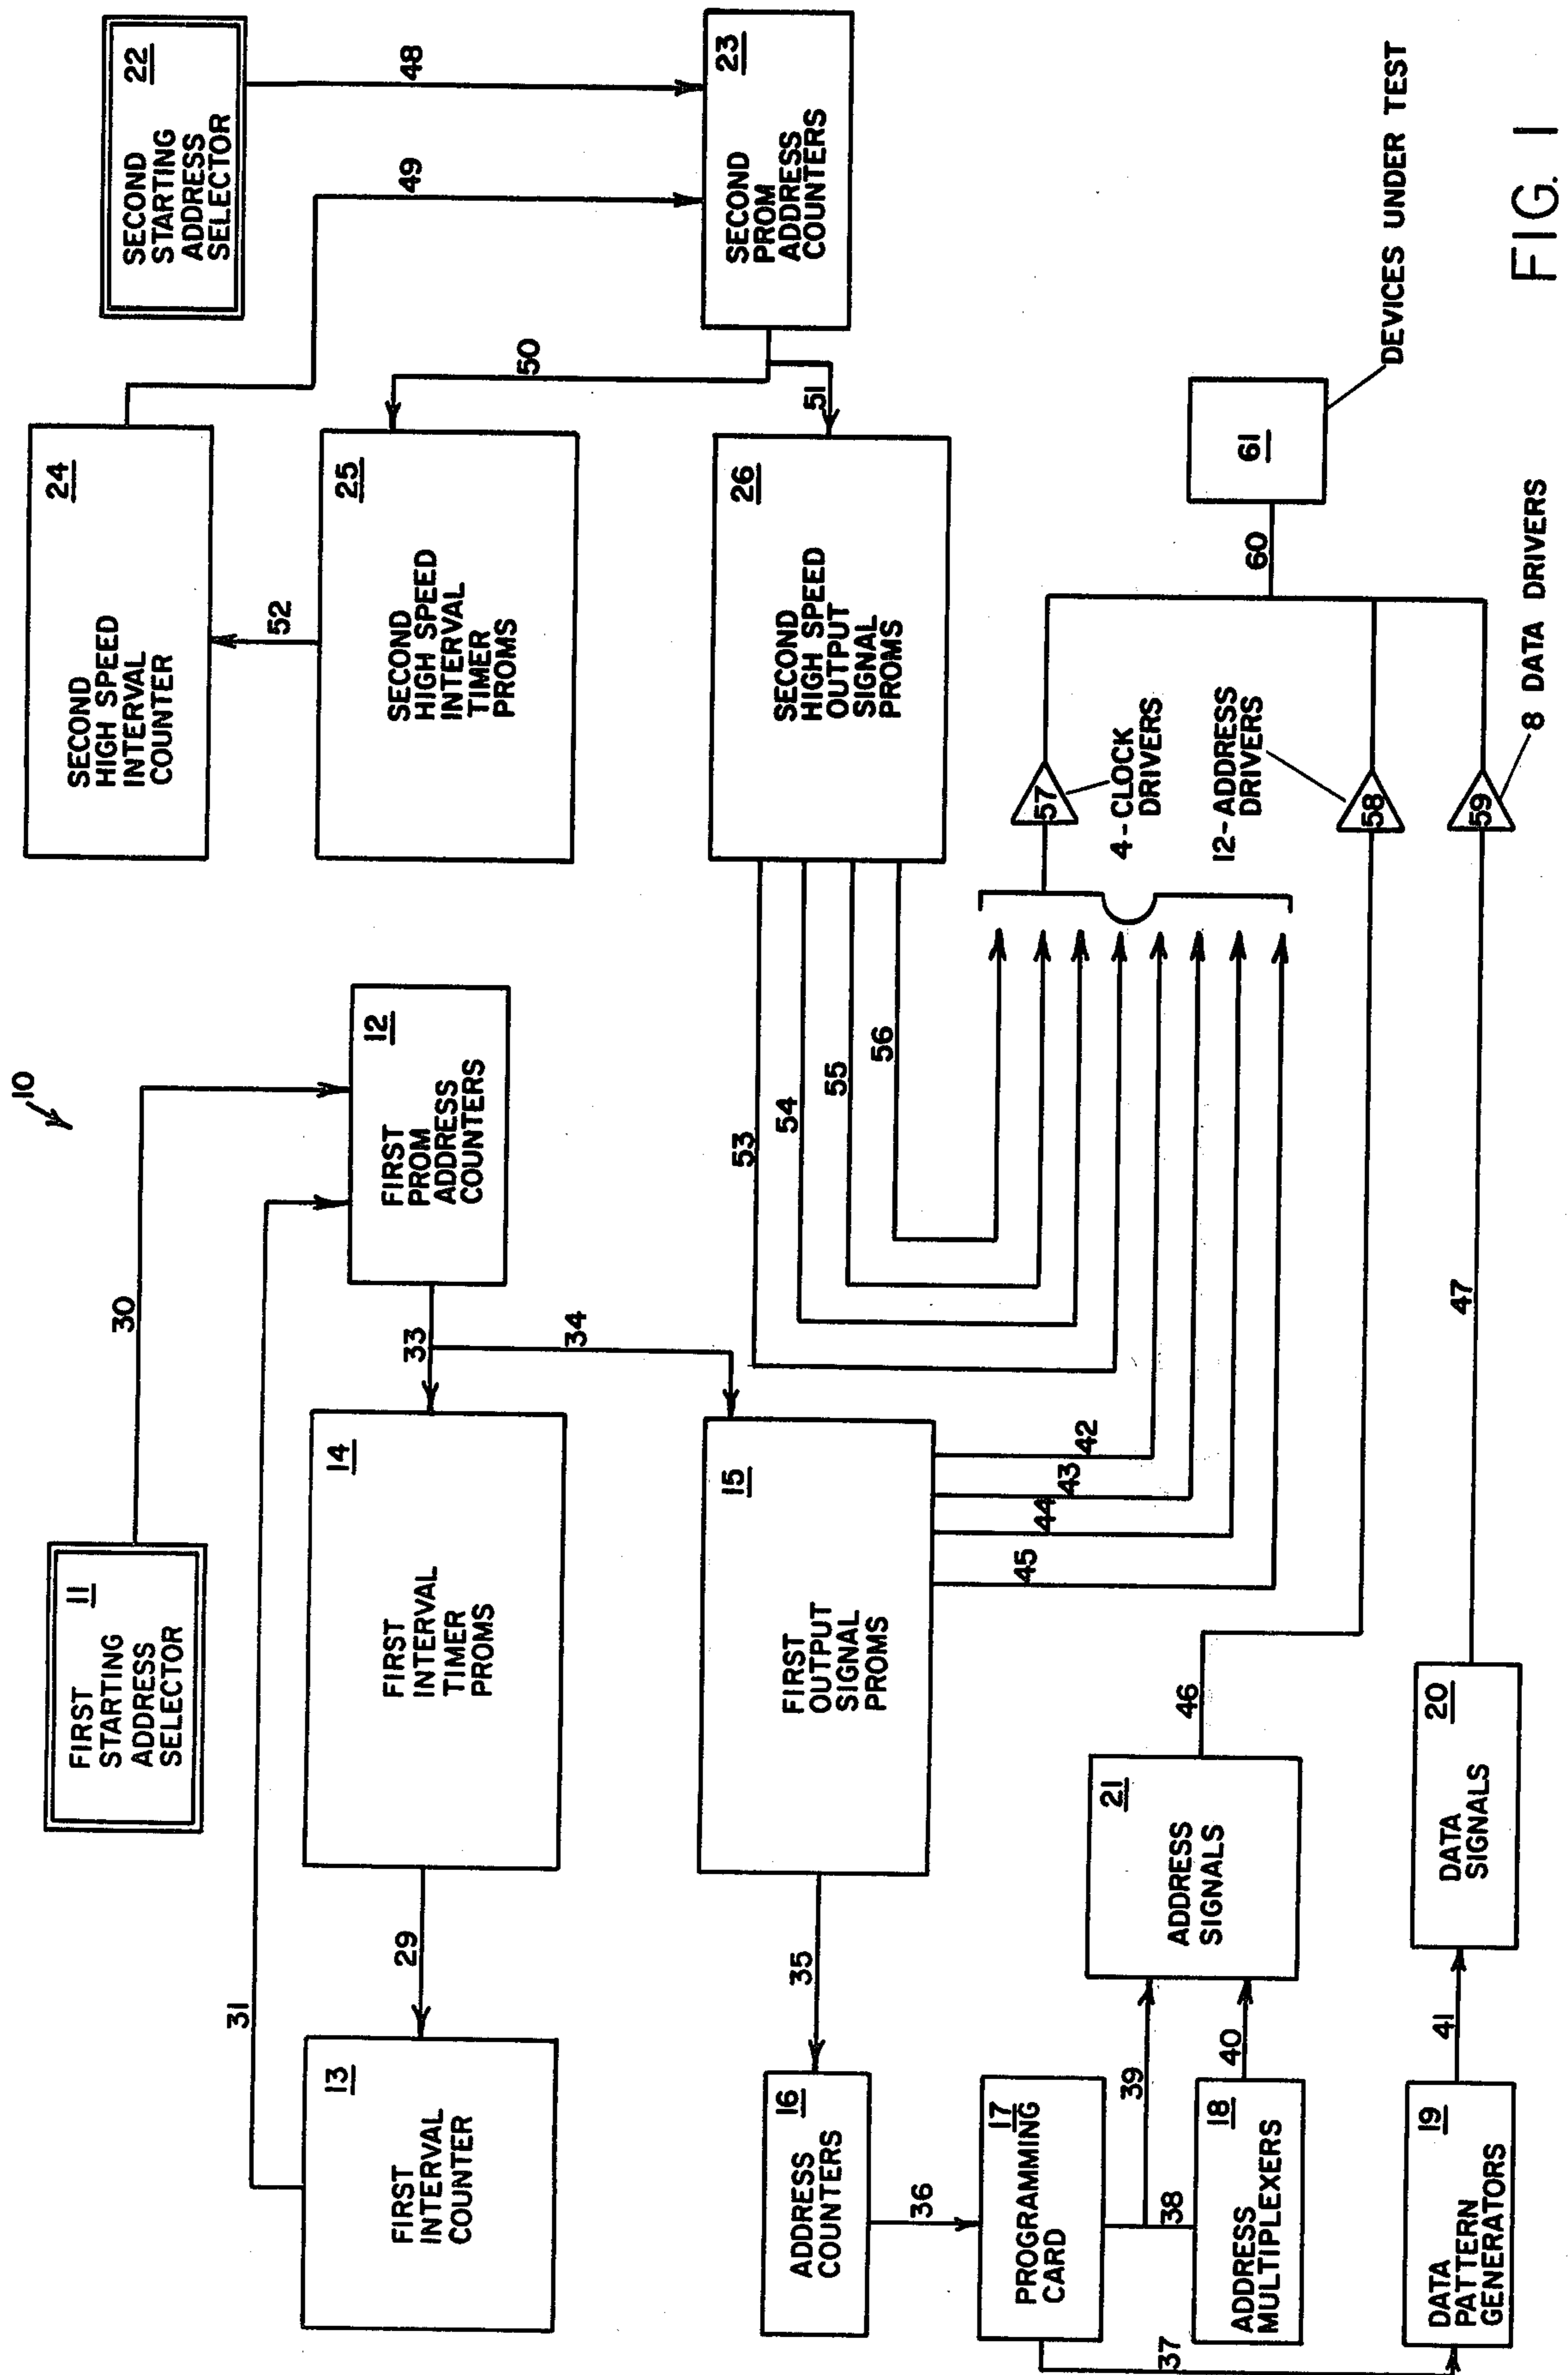 10
11
FIRST
STARTING
ADDRESS
SELECTOR
30
31
12
FIRST
PROM
ADDRESS
COUNTERS
13
FIRST
INTERVAL
COUNTER
29
14
FIRST
INTERVAL
TIMER
PROMS
33
34
15
FIRST
OUTPUT
SIGNAL
PROMS
35
16
ADDRESS
COUNTERS
36
17
PROGRAMMING
CARD
37
38
39
18
ADDRESS
MULTIPLEXERS
40
19
DATA
PATTERN
GENERATORS
41
20
DATA
SIGNALS
21
ADDRESS
SIGNALS
42
43
44
45
46
47
22
SECOND
STARTING
ADDRESS
SELECTOR
48
49
23
SECOND
PROM
ADDRESS
COUNTERS
24
SECOND
HIGH SPEED
INTERVAL
COUNTER
50
51
52
25
SECOND
HIGH SPEED
INTERVAL
TIMER
PROMS
26
SECOND
HIGH SPEED
OUTPUT
SIGNAL
PROMS
53
54
55
56
57
4-CLOCK
DRIVERS
12-ADDRESS
DRIVERS
58
59
8 DATA DRIVERS
60
61
DEVICES UNDER TEST
FIG. 1